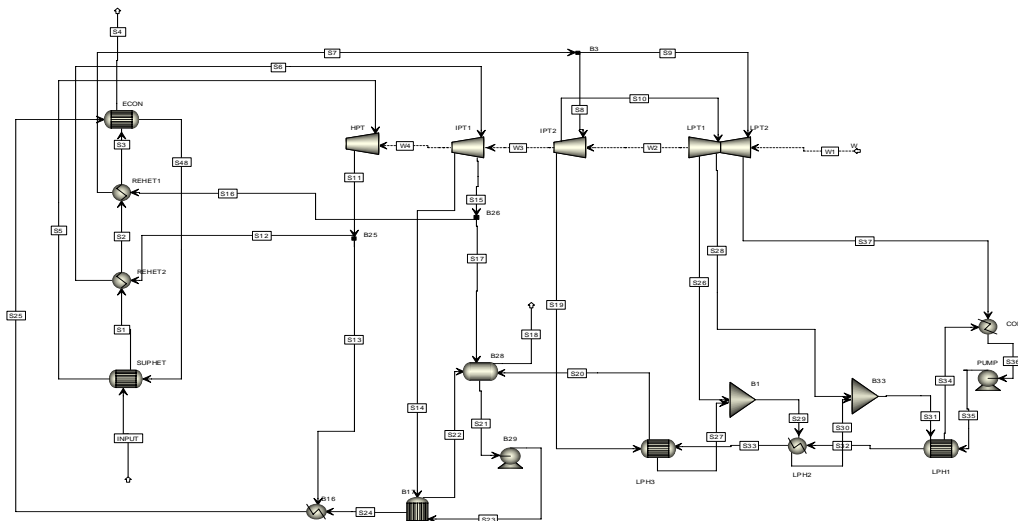 S4
S7
B3
S9
S6
S10
S8
ECON
HPT
IPT1
IPT2
LPT1
LPT2
W4
W3
W2
W1
W
S3
S48
S11
REHET1
S16
S15
B26
S5
S2
S12
B25
S17
S28
S37
REHET2
S26
S19
S25
S1
S13
S18
CON
SUPHET
B28
PUMP
S36
S20
B1
B33
S34
S14
S22
S21
S27
S29
S30
S31
S35
INPUT
B29
S33
S32
LPH3
LPH2
LPH1
B16
B17
S24
S23